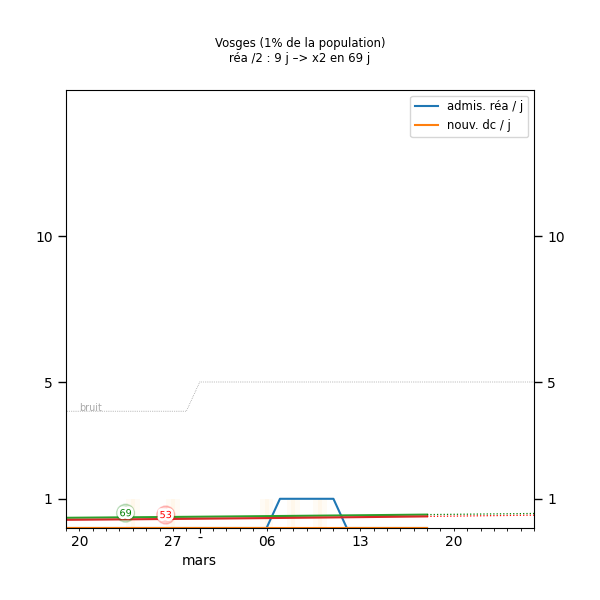 Vosges (1% de la population)
réa /2 : 9 j –> x2 en 69 j
admis. réa / j
nouv. dc / j
10
10
5
5
bruit
1
1
69
53
20
27
-
06
13
20
mars